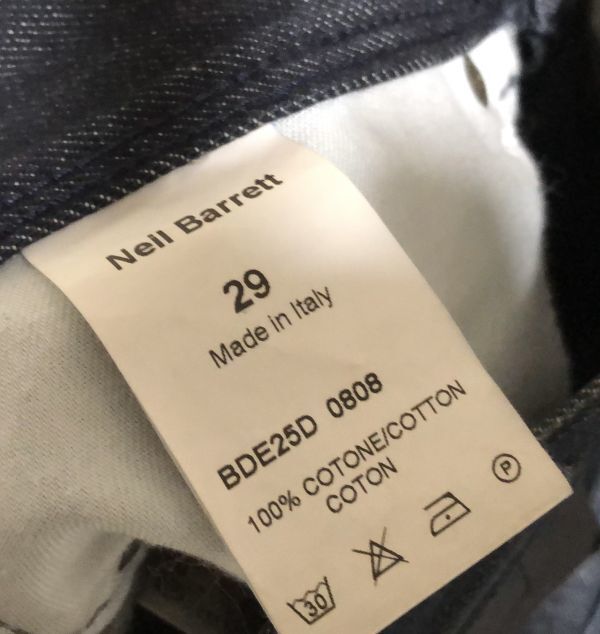 Neil Barrett
29
Made in Italy
BDE25D 0808
100% COTONE/COTTON
COTON
30
P